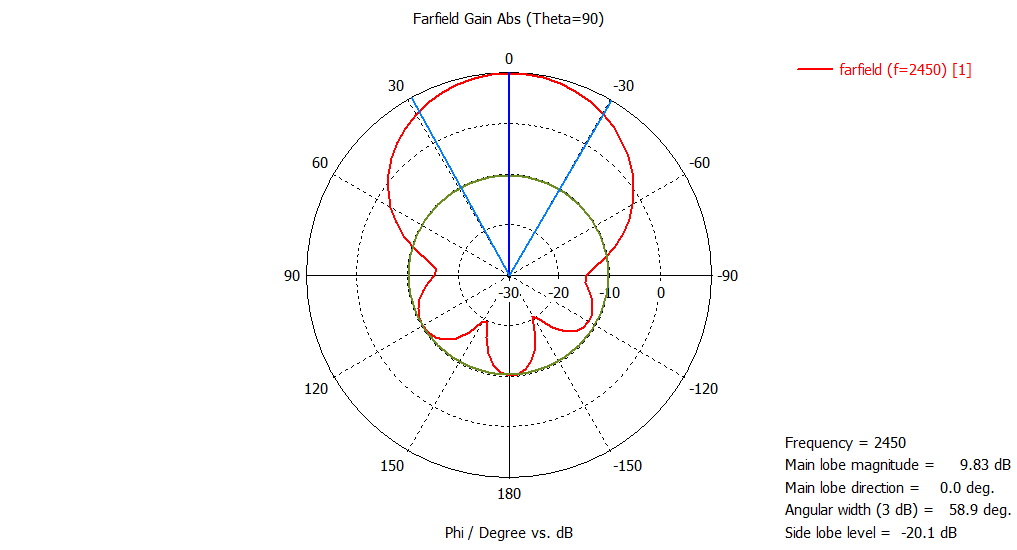 Farfield Gain Abs (Theta=90)
0
30
-30
farfield (f=2450) [1]
60
-60
90
-90
-30
-20
-10
0
120
-120
150
-150
180
Phi / Degree vs. dB
Frequency = 2450
Main lobe magnitude = 9.83 dB
Main lobe direction = 0.0 deg.
Angular width (3 dB) = 58.9 deg.
Side lobe level = -20.1 dB